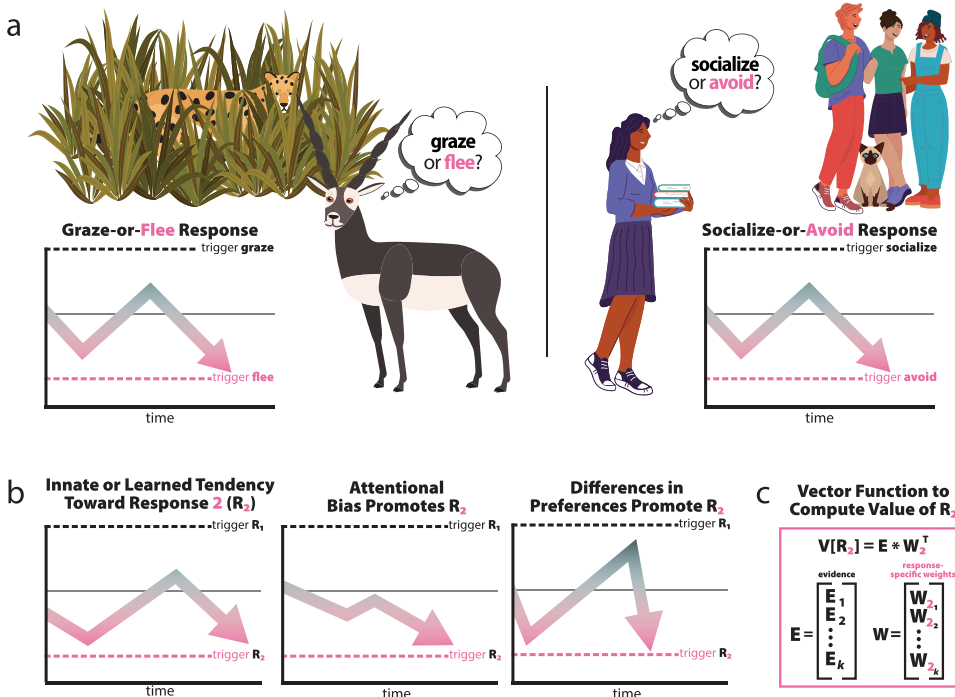 a
graze
or flee?
socialize
or avoid?
Graze-or-Flee Response
trigger graze
trigger flee
time
Socialize-or-Avoid Response
trigger socialize
trigger avoid
time
b
Innate or Learned Tendency
Toward Response 2 (R₂)
trigger R₁
trigger R₂
time
Attentional
Bias Promotes R₂
trigger R₁
trigger R₂
time
Differences in
Preferences Promote R₂
trigger R₁
trigger R₂
time
c
Vector Function to
Compute Value of R₂
V[R₂] = E * W₂ᵀ
evidence
response-
specific weights
E =
E₁
E₂
⋮
Eₖ
W =
W₂₁
W₂₂
⋮
W₂ₖ